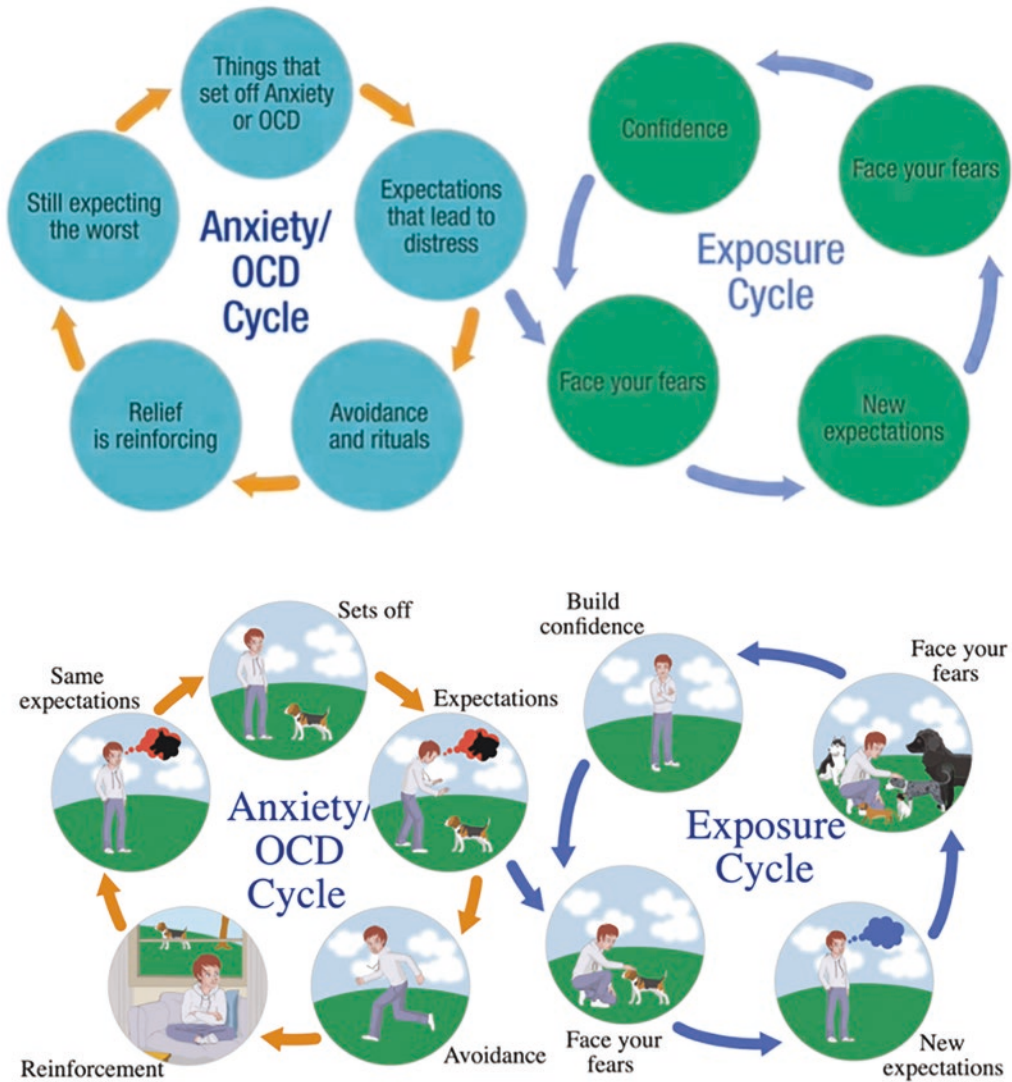 Things that
set off Anxiety
or OCD
Expectations
that lead to
distress
Avoidance
and rituals
Relief
is reinforcing
Still expecting
the worst
Anxiety/
OCD
Cycle
Confidence
Face your fears
New
expectations
Face your fears
Exposure
Cycle
Sets off
Expectations
Avoidance
Reinforcement
Same
expectations
Anxiety/
OCD
Cycle
Build
confidence
Face your
fears
New
expectations
Face your
fears
Exposure
Cycle